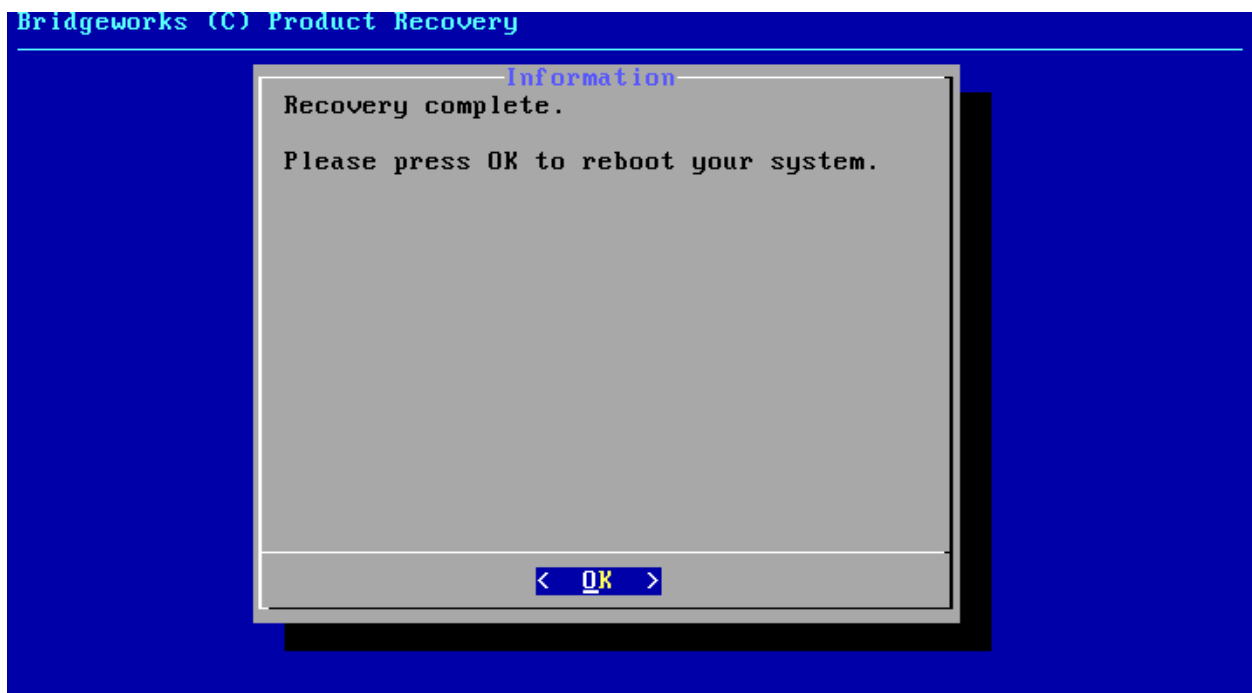 Bridgeworks (C) Product Recovery
Information
Recovery complete.
Please press OK to reboot your system.
< OK >